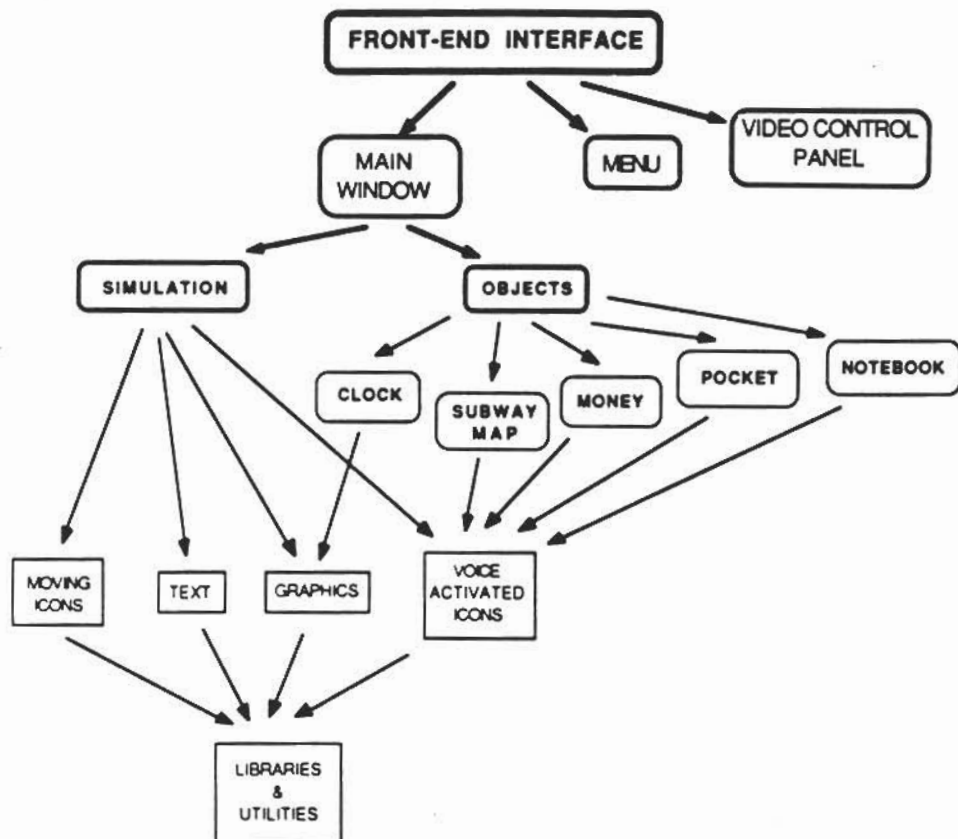 FRONT-END INTERFACE
MAIN
WINDOW
MENU
VIDEO CONTROL
PANEL
SIMULATION
OBJECTS
CLOCK
SUBWAY
MAP
MONEY
POCKET
NOTEBOOK
MOVING
ICONS
TEXT
GRAPHICS
VOICE
ACTIVATED
ICONS
LIBRARIES
&
UTILITIES